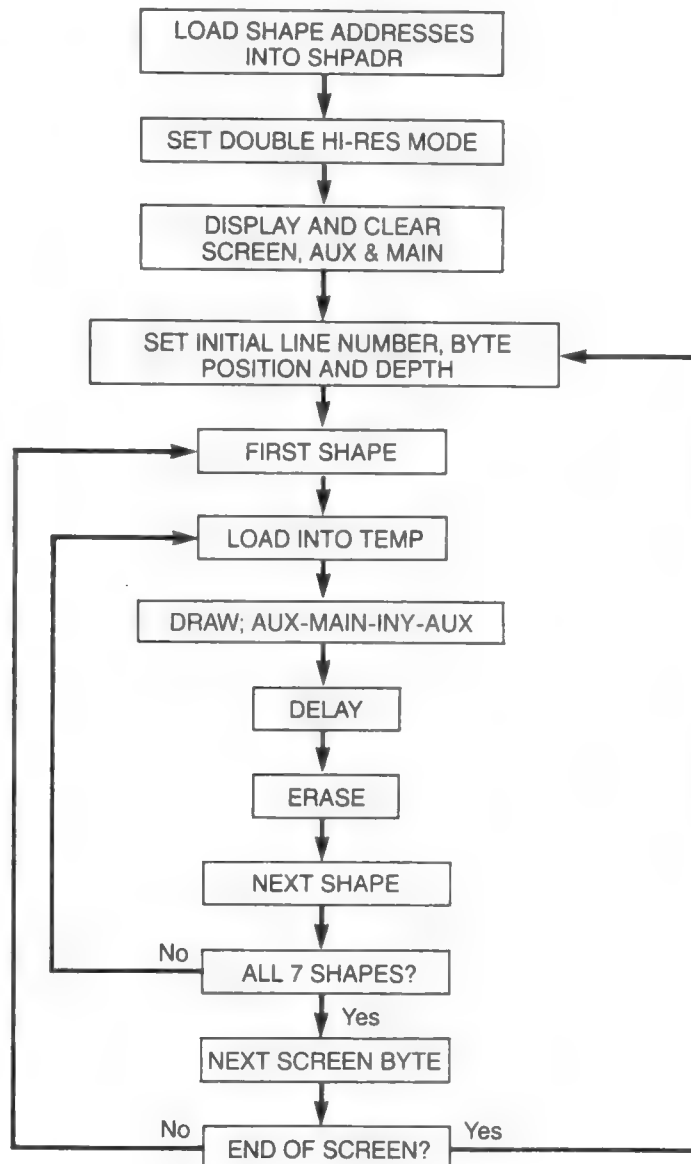 LOAD SHAPE ADDRESSES
INTO SHPADR
SET DOUBLE HI-RES MODE
DISPLAY AND CLEAR
SCREEN, AUX & MAIN
SET INITIAL LINE NUMBER, BYTE
POSITION AND DEPTH
FIRST SHAPE
LOAD INTO TEMP
DRAW; AUX-MAIN-INY-AUX
DELAY
ERASE
NEXT SHAPE
No
ALL 7 SHAPES?
Yes
NEXT SCREEN BYTE
No
END OF SCREEN?
Yes